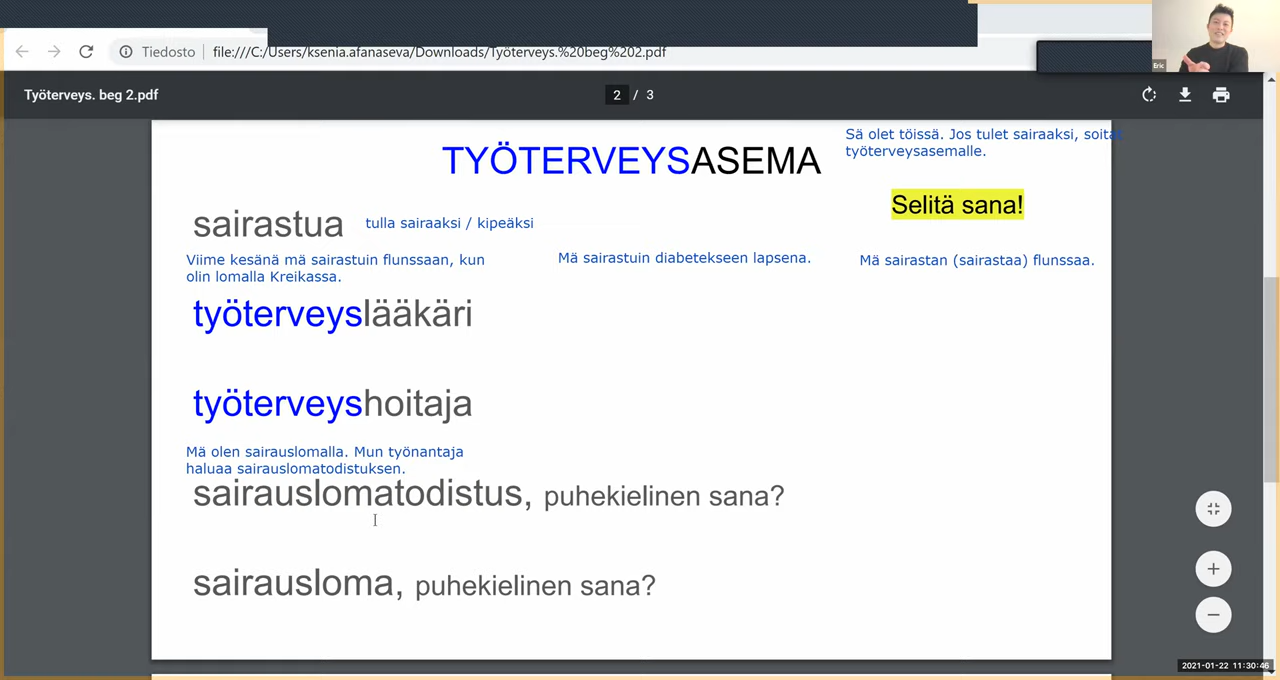 Tiedosto
file:///C:/Users/ksenia.afanaseva/Downloads/Työterveys.%20beg%202.pdf
Eric
Työterveys. beg 2.pdf
2 / 3
TYÖTERVEYSASEMA
Sä olet töissä. Jos tulet sairaaksi, soitat
työterveysasemalle.
Selitä sana!
sairastua
tulla sairaaksi / kipeäksi
Viime kesänä mä sairastuin flunssaan, kun
olin lomalla Kreikassa.
Mä sairastuin diabetekseen lapsena.
Mä sairastan (sairastaa) flunssaa.
työterveyslääkäri
työterveyshoitaja
Mä olen sairauslomalla. Mun työnantaja
haluaa sairauslomatodistuksen.
sairauslomatodistus, puhekielinen sana?
sairausloma, puhekielinen sana?
2021-01-22 11:30:46